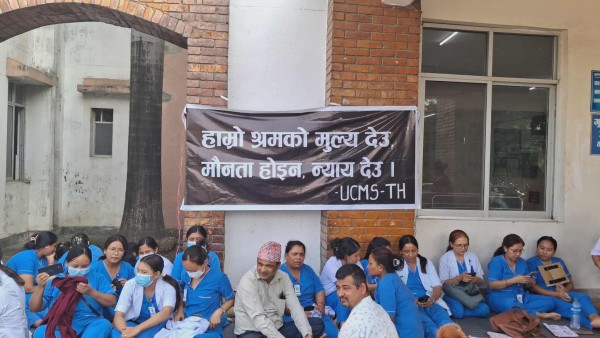 हाम्रो श्रमको मुल्य देउ,
मौनता होइन, न्याय देउ ।
-UCMS-TH